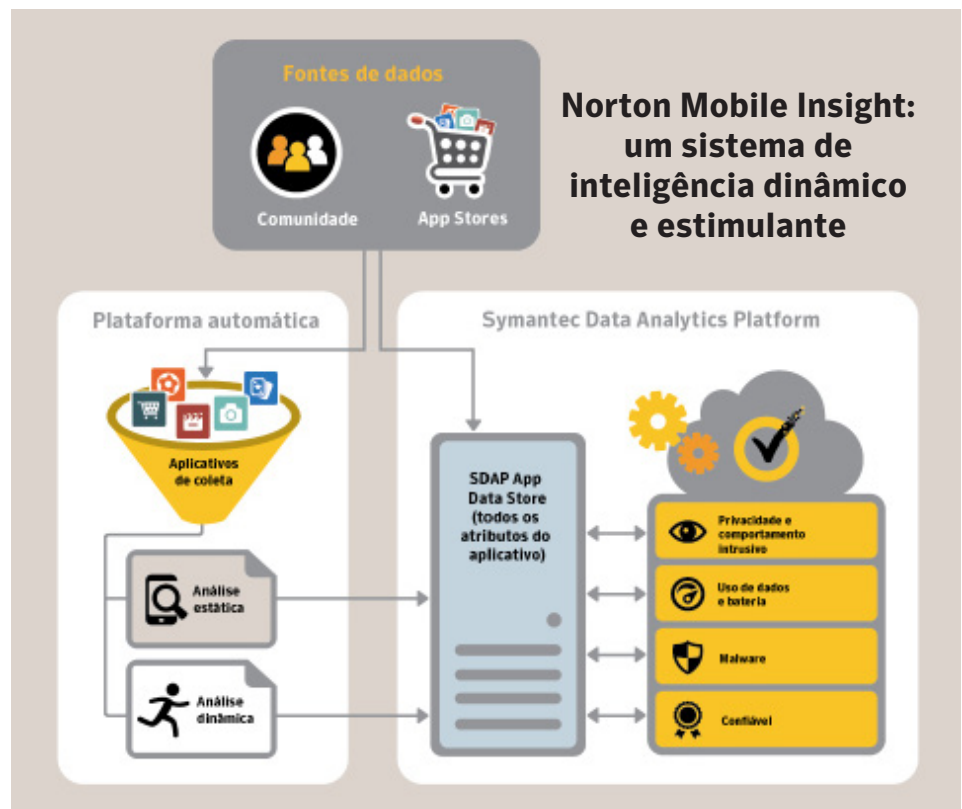 Fontes de dados
Comunidade
App Stores
Norton Mobile Insight:
um sistema de
inteligência dinâmico
e estimulante
Plataforma automática
Aplicativos
de coleta
Análise
estática
Análise
dinâmica
Symantec Data Analytics Platform
SDAP App
Data Store
(todos os
atributos do
aplicativo)
Privacidade e
comportamento
intrusivo
Uso de dados
e bateria
Malware
Confiável